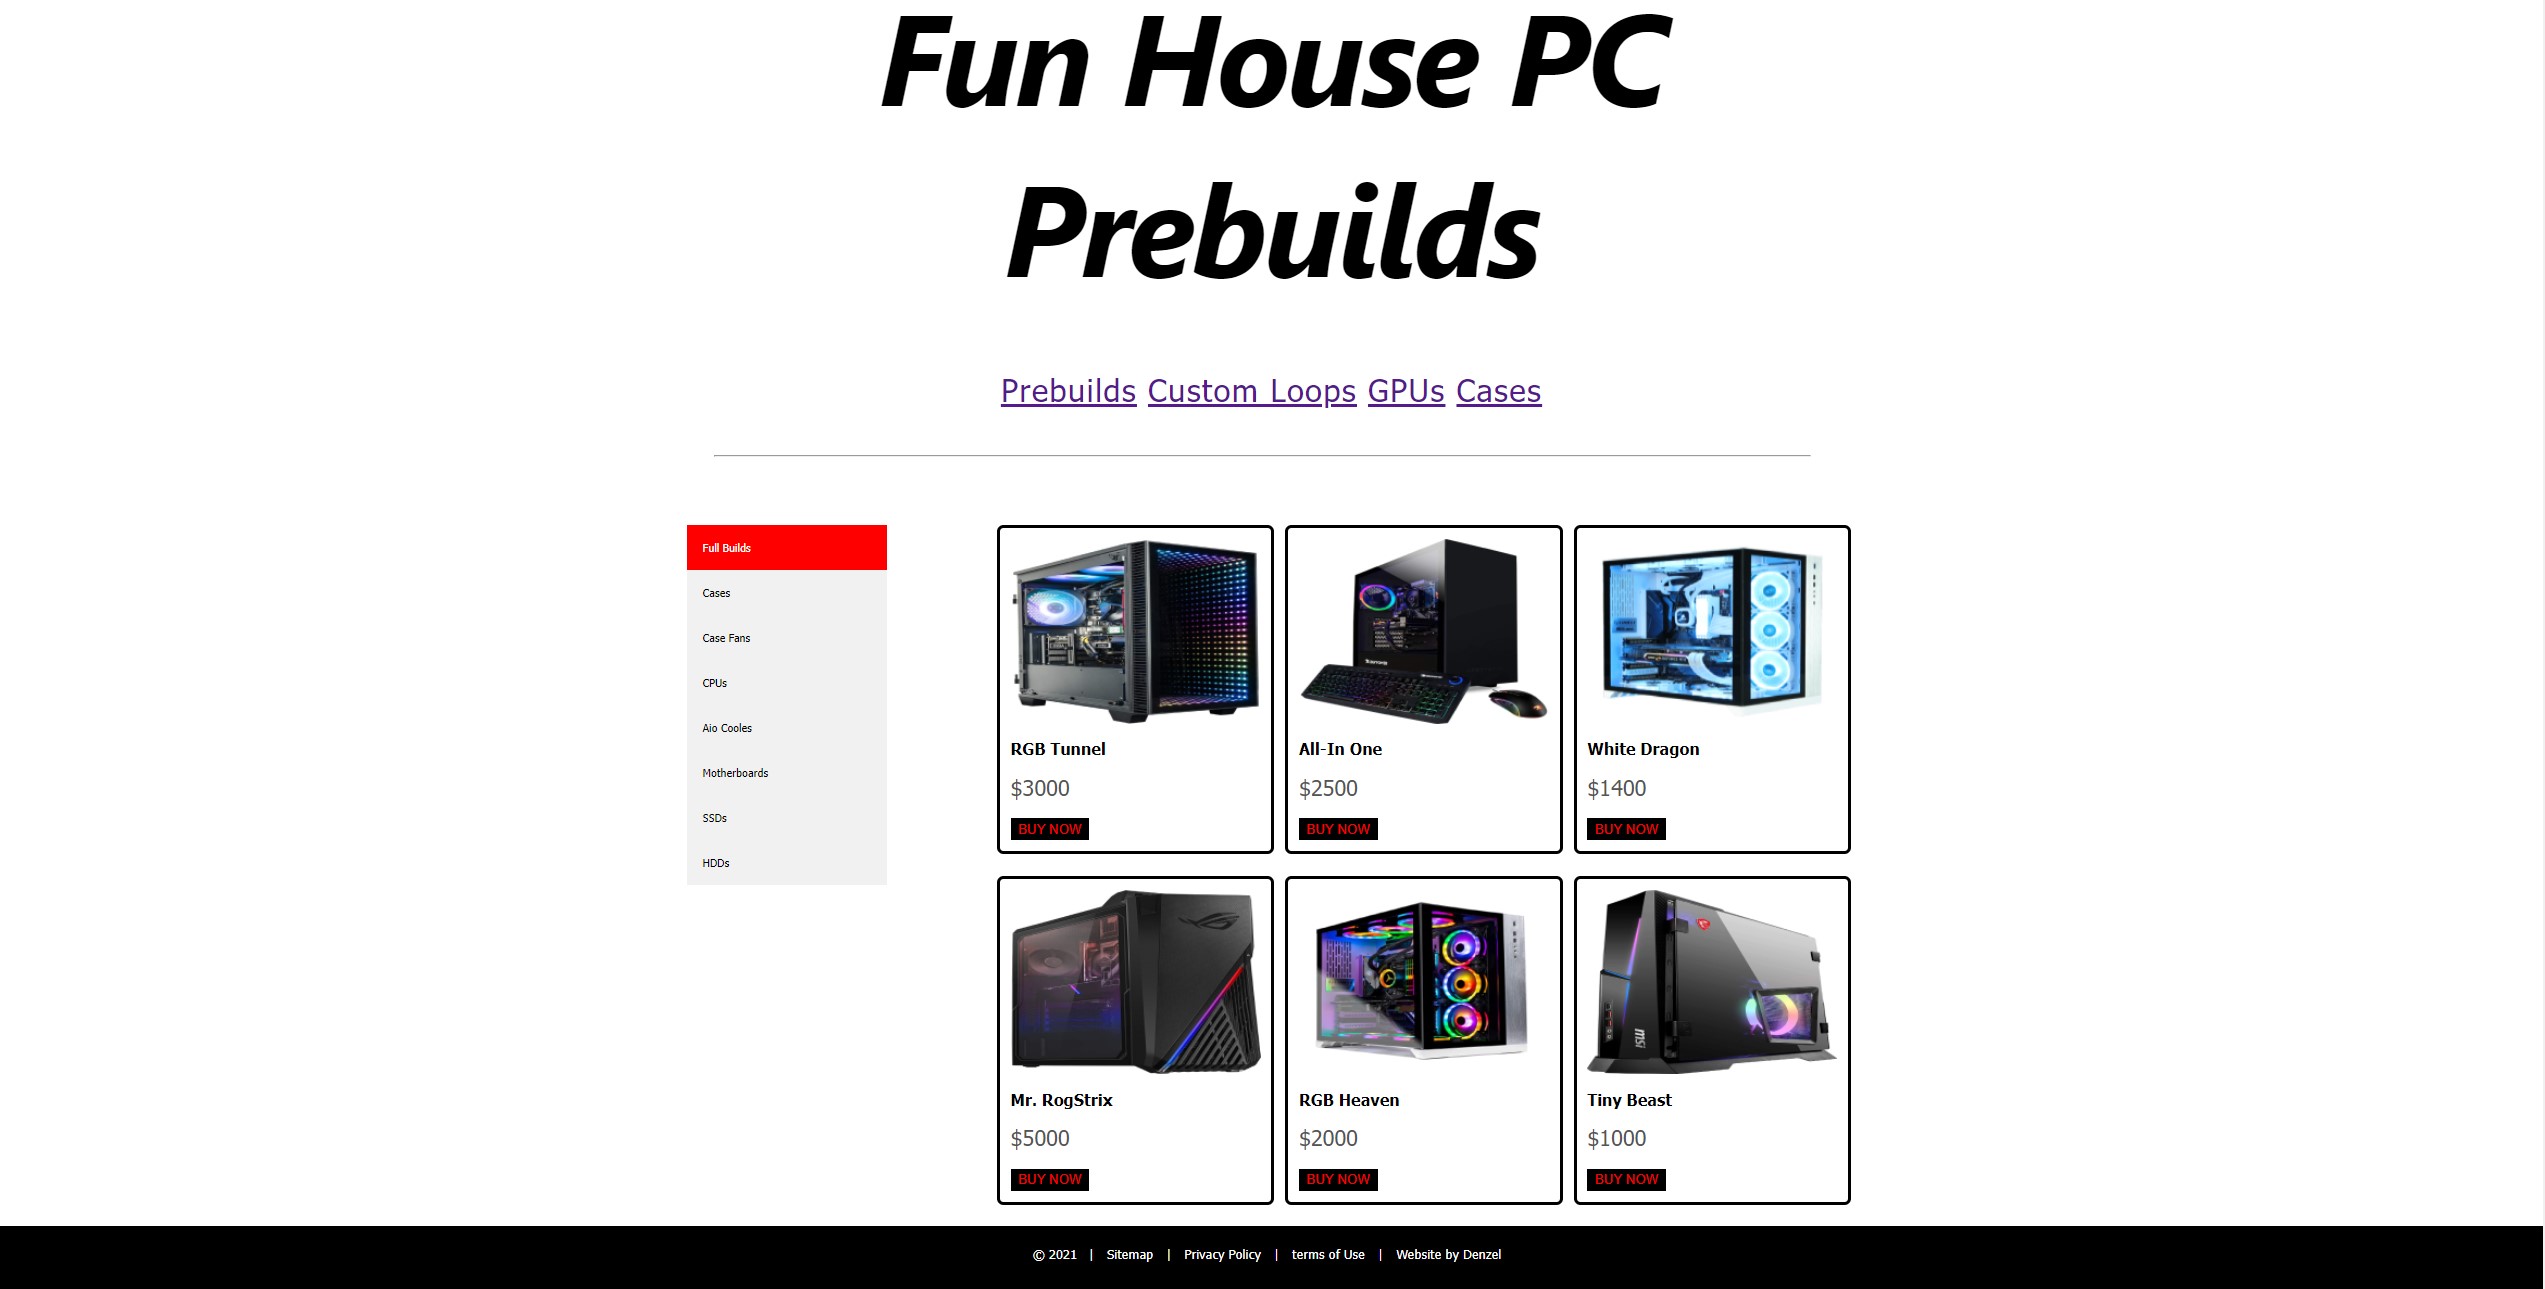 Fun House PC
Prebuilds
Prebuilds Custom Loops GPUs Cases
Full Builds
Cases
Case Fans
CPUs
Aio Cooles
Motherboards
SSDs
HDDs
RGB Tunnel
$3000
BUY NOW
All-In One
$2500
BUY NOW
White Dragon
$1400
BUY NOW
Mr. RogStrix
$5000
BUY NOW
RGB Heaven
$2000
BUY NOW
msi
Tiny Beast
$1000
BUY NOW
© 2021 | Sitemap | Privacy Policy | terms of Use | Website by Denzel